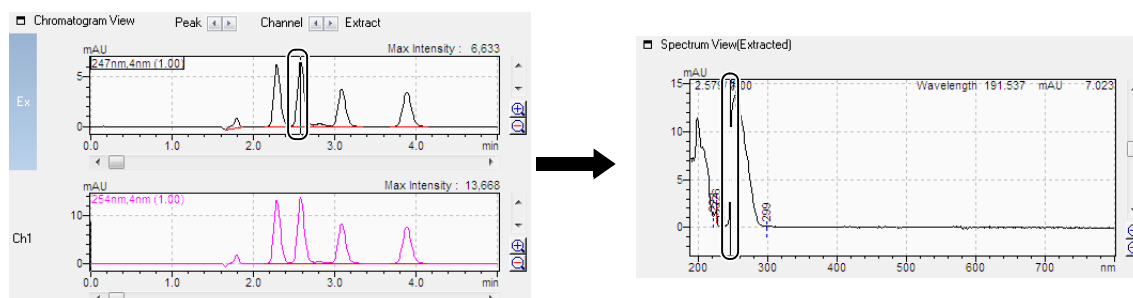 Chromatogram View Peak Channel Extract
Ex
mAU
Max Intensity : 6,633
247nm,4nm (1.00)
5
0
0.0 1.0 2.0 3.0 4.0 min
Ch1
mAU
Max Intensity : 13,668
254nm,4nm (1.00)
10
0
0.0 1.0 2.0 3.0 4.0 min
Spectrum View(Extracted)
mAU
15
Wavelength 191.537 mAU 7.023
10
5
0
299
200 300 400 500 600 700 nm